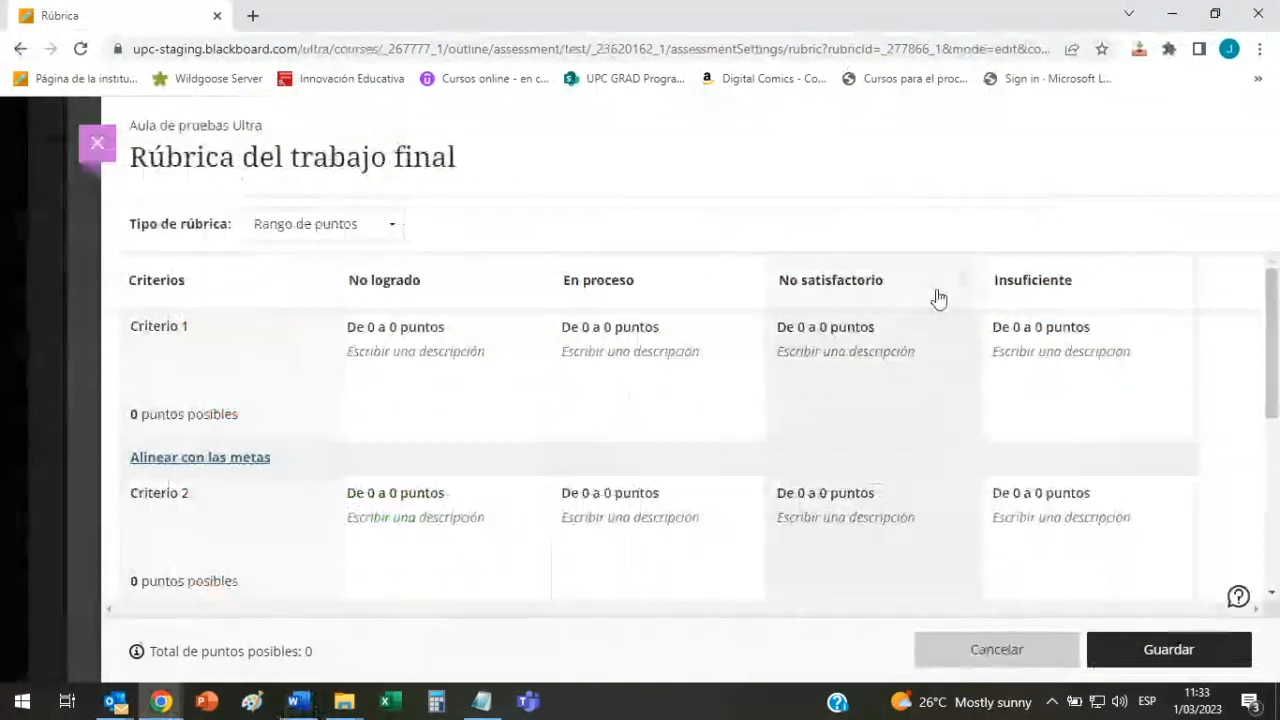 Rúbrica
upc-staging.blackboard.com/ultra/courses/_267777_1/outline/assessment/test/_23620162_1/assessmentSettings/rubric?rubricId=_277866_1&mode=edit&co...
J
Página de la institu...
Wildgoose Server
Innovación Educativa
Cursos online - en c...
UPC GRAD Progra...
Digital Comics - Co...
Cursos para el proc...
Sign in · Microsoft L...
»
Aula de pruebas Ultra
Rúbrica del trabajo final
Tipo de rúbrica: Rango de puntos
Criterios No logrado En proceso No satisfactorio Insuficiente
Criterio 1 De 0 a 0 puntos De 0 a 0 puntos De 0 a 0 puntos De 0 a 0 puntos
Escribir una descripción Escribir una descripción Escribir una descripción Escribir una descripción
0 puntos posibles
Alinear con las metas
Criterio 2 De 0 a 0 puntos De 0 a 0 puntos De 0 a 0 puntos De 0 a 0 puntos
Escribir una descripción Escribir una descripción Escribir una descripción Escribir una descripción
0 puntos posibles
Total de puntos posibles: 0 Cancelar Guardar
26°C Mostly sunny ESP 11:33
1/03/2023 3